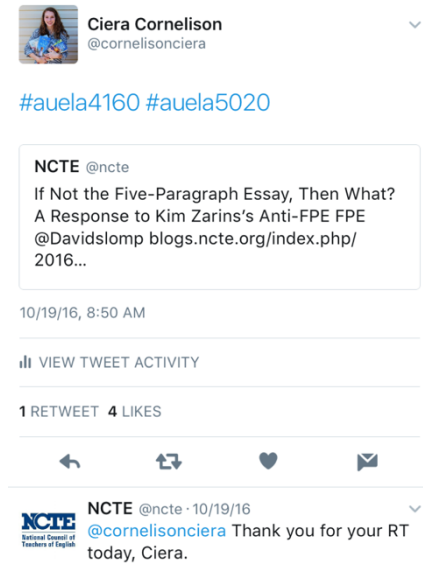 Ciera Cornelison
@cornelisonciera
#auela4160 #auela5020
NCTE @ncte
If Not the Five-Paragraph Essay, Then What?
A Response to Kim Zarins's Anti-FPE FPE
@Davidslomp blogs.ncte.org/index.php/
2016...
10/19/16, 8:50 AM
VIEW TWEET ACTIVITY
1 RETWEET 4 LIKES
NCTE @ncte · 10/19/16
@cornelisonciera Thank you for your RT
today, Ciera.
NCTE
National Council of
Teachers of English